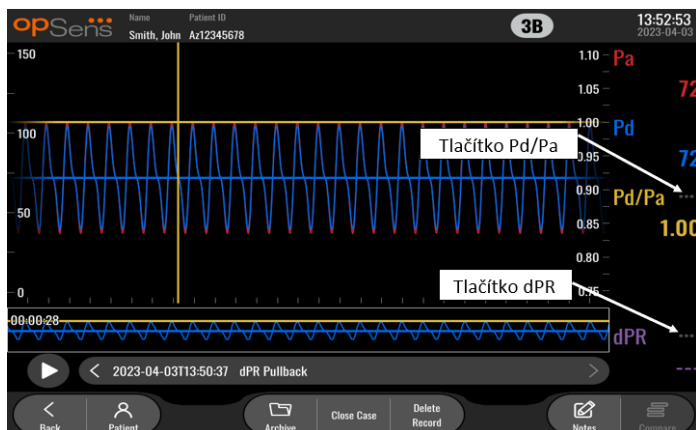 opSens
Name
Patient ID
Smith, John
Az12345678
3B
13:52:53
2023-04-03
150
100
50
0
1.10
1.05
1.00
0.95
0.90
0.85
0.80
0.75
Pa
72
Pd
72
Tlačítko Pd/Pa
---
Pd/Pa
1.00
Tlačítko dPR
00:00:28
dPR
---
---
< 2023-04-03T13:50:37 dPR Pullback >
Back
Patient
Archive
Close Case
Delete
Record
Notes
Compare